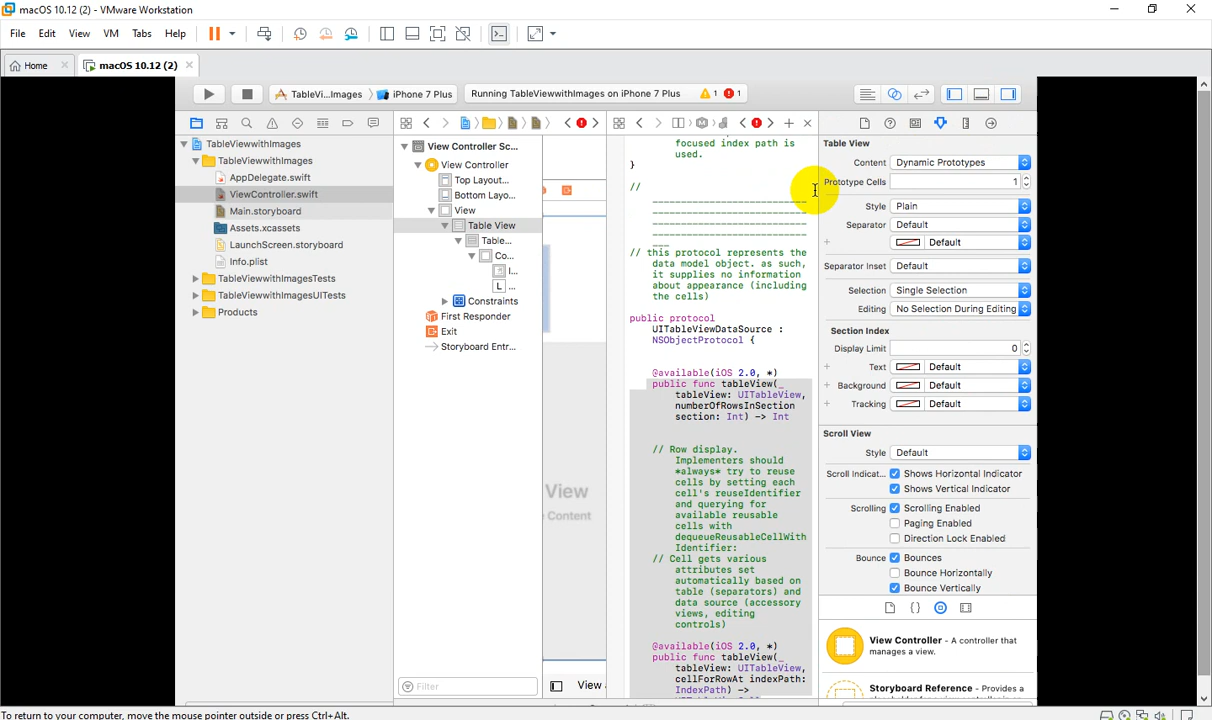 macOS 10.12 (2) - VMware Workstation
File Edit View VM Tabs Help
Home macOS 10.12 (2)
TableVi...Images iPhone 7 Plus Running TableViewwithImages on iPhone 7 Plus 1 1
TableViewwithImages
TableViewwithImages
AppDelegate.swift
ViewController.swift
Main.storyboard
Assets.xcassets
LaunchScreen.storyboard
Info.plist
TableViewwithImagesTests
TableViewwithImagesUITests
Products
View Controller Sc...
View Controller
Top Layout...
Bottom Layo...
View
Table View
Table...
Co...
I...
L ...
Constraints
First Responder
Exit
Storyboard Entr...
Filter
View
Content
View
focused index path is
used.
}
//
// this protocol represents the
data model object. as such,
it supplies no information
about appearance (including
the cells)
public protocol
UITableViewDataSource :
NSObjectProtocol {
@available(iOS 2.0, *)
public func tableView(_
tableView: UITableView,
numberOfRowsInSection
section: Int) -> Int
// Row display.
Implementers should
*always* try to reuse
cells by setting each
cell's reuseIdentifier
and querying for
available reusable
cells with
dequeueReusableCellWith
Identifier:
// Cell gets various
attributes set
automatically based on
table (separators) and
data source (accessory
views, editing
controls)
@available(iOS 2.0, *)
public func tableView(_
tableView: UITableView,
cellForRowAt indexPath:
IndexPath) ->
Table View
Content Dynamic Prototypes
Prototype Cells 1
Style Plain
Separator Default
+ Default
Separator Inset Default
Selection Single Selection
Editing No Selection During Editing
Section Index
Display Limit 0
+ Text Default
+ Background Default
+ Tracking Default
Scroll View
Style Default
Scroll Indicat... Shows Horizontal Indicator
Shows Vertical Indicator
Scrolling Scrolling Enabled
Paging Enabled
Direction Lock Enabled
Bounce Bounces
Bounce Horizontally
Bounce Vertically
View Controller - A controller that
manages a view.
Storyboard Reference - Provides a
To return to your computer, move the mouse pointer outside or press Ctrl+Alt.